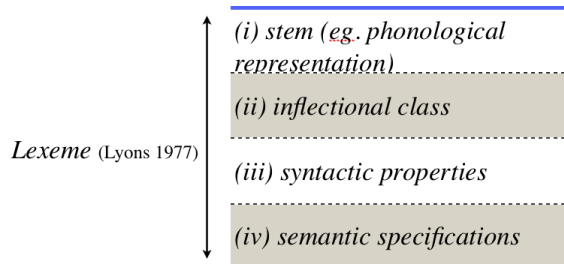 (i) stem (eg. phonological
representation)
(ii) inflectional class
Lexeme (Lyons 1977)
(iii) syntactic properties
(iv) semantic specifications